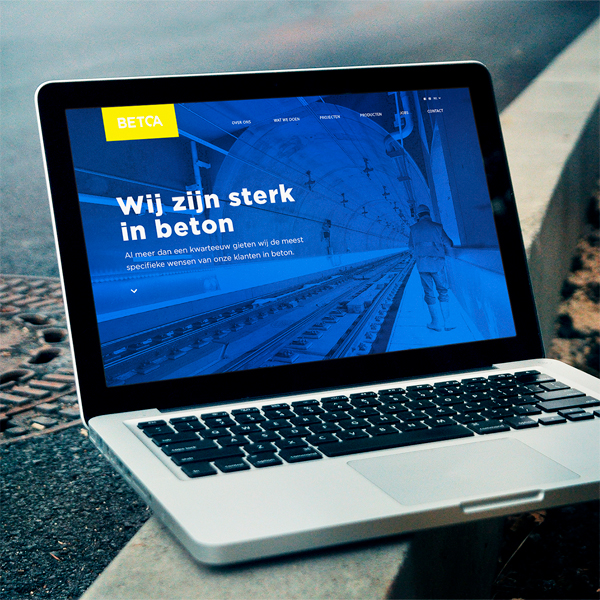 BETCA
OVER ONS
WAT WE DOEN
PROJECTEN
PRODUCTEN
JOBS
CONTACT
Wij zijn sterk
in beton
Al meer dan een kwarteeuw gieten wij de meest
specifieke wensen van onze klanten in beton.